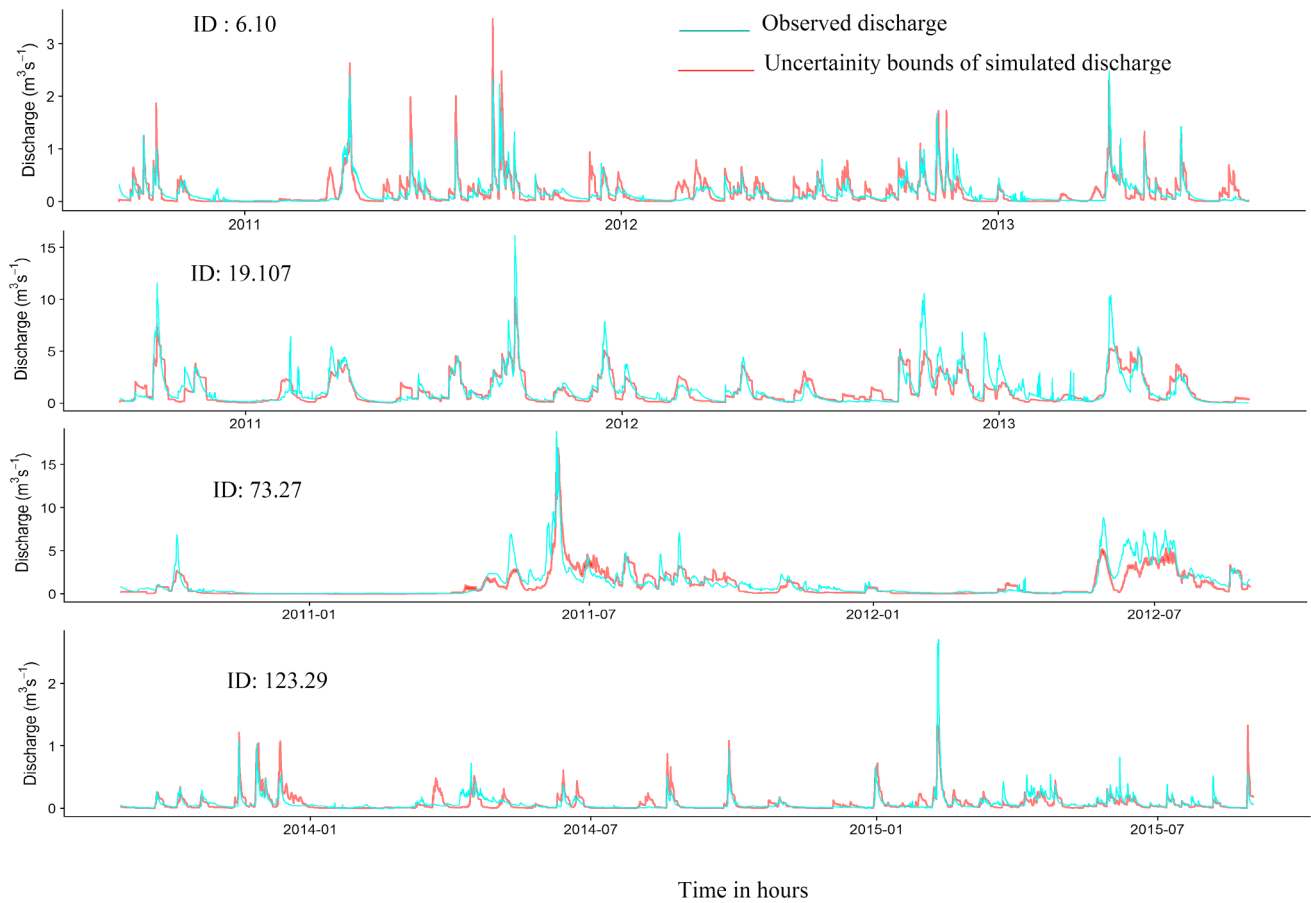 ID : 6.10
Observed discharge
Uncertainity bounds of simulated discharge
Discharge (m³s⁻¹)
3
2
1
0
2011 2012 2013
ID: 19.107
Discharge (m³s⁻¹)
15
10
5
0
2011 2012 2013
ID: 73.27
Discharge (m³s⁻¹)
15
10
5
0
2011-01 2011-07 2012-01 2012-07
ID: 123.29
Discharge (m³s⁻¹)
2
1
0
2014-01 2014-07 2015-01 2015-07
Time in hours